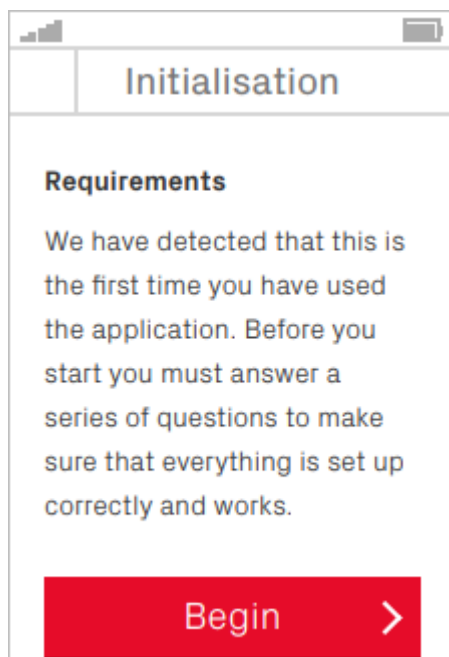 Initialisation
Requirements
We have detected that this is
the first time you have used
the application. Before you
start you must answer a
series of questions to make
sure that everything is set up
correctly and works.
Begin